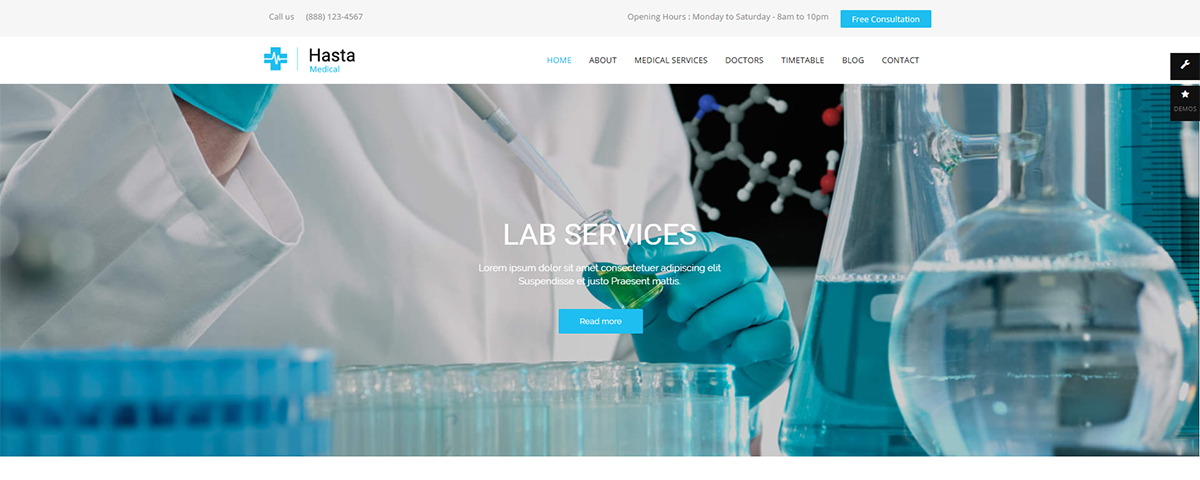 Call us (888) 123-4567
Opening Hours : Monday to Saturday - 8am to 10pm
Free Consultation
Hasta
Medical
HOME ABOUT MEDICAL SERVICES DOCTORS TIMETABLE BLOG CONTACT
DEMOS
LAB SERVICES
Lorem ipsum dolor sit amet consectetuer adipiscing elit
Suspendisse et justo Praesent mattis.
Read more